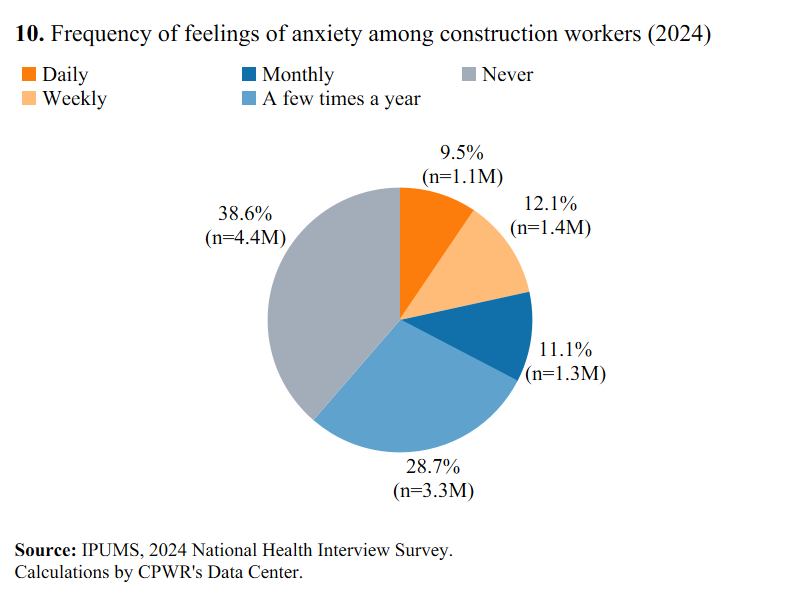 10. Frequency of feelings of anxiety among construction workers (2024)
Daily
Weekly
Monthly
A few times a year
Never
9.5%
(n=1.1M)
12.1%
(n=1.4M)
11.1%
(n=1.3M)
28.7%
(n=3.3M)
38.6%
(n=4.4M)
Source: IPUMS, 2024 National Health Interview Survey.
Calculations by CPWR's Data Center.